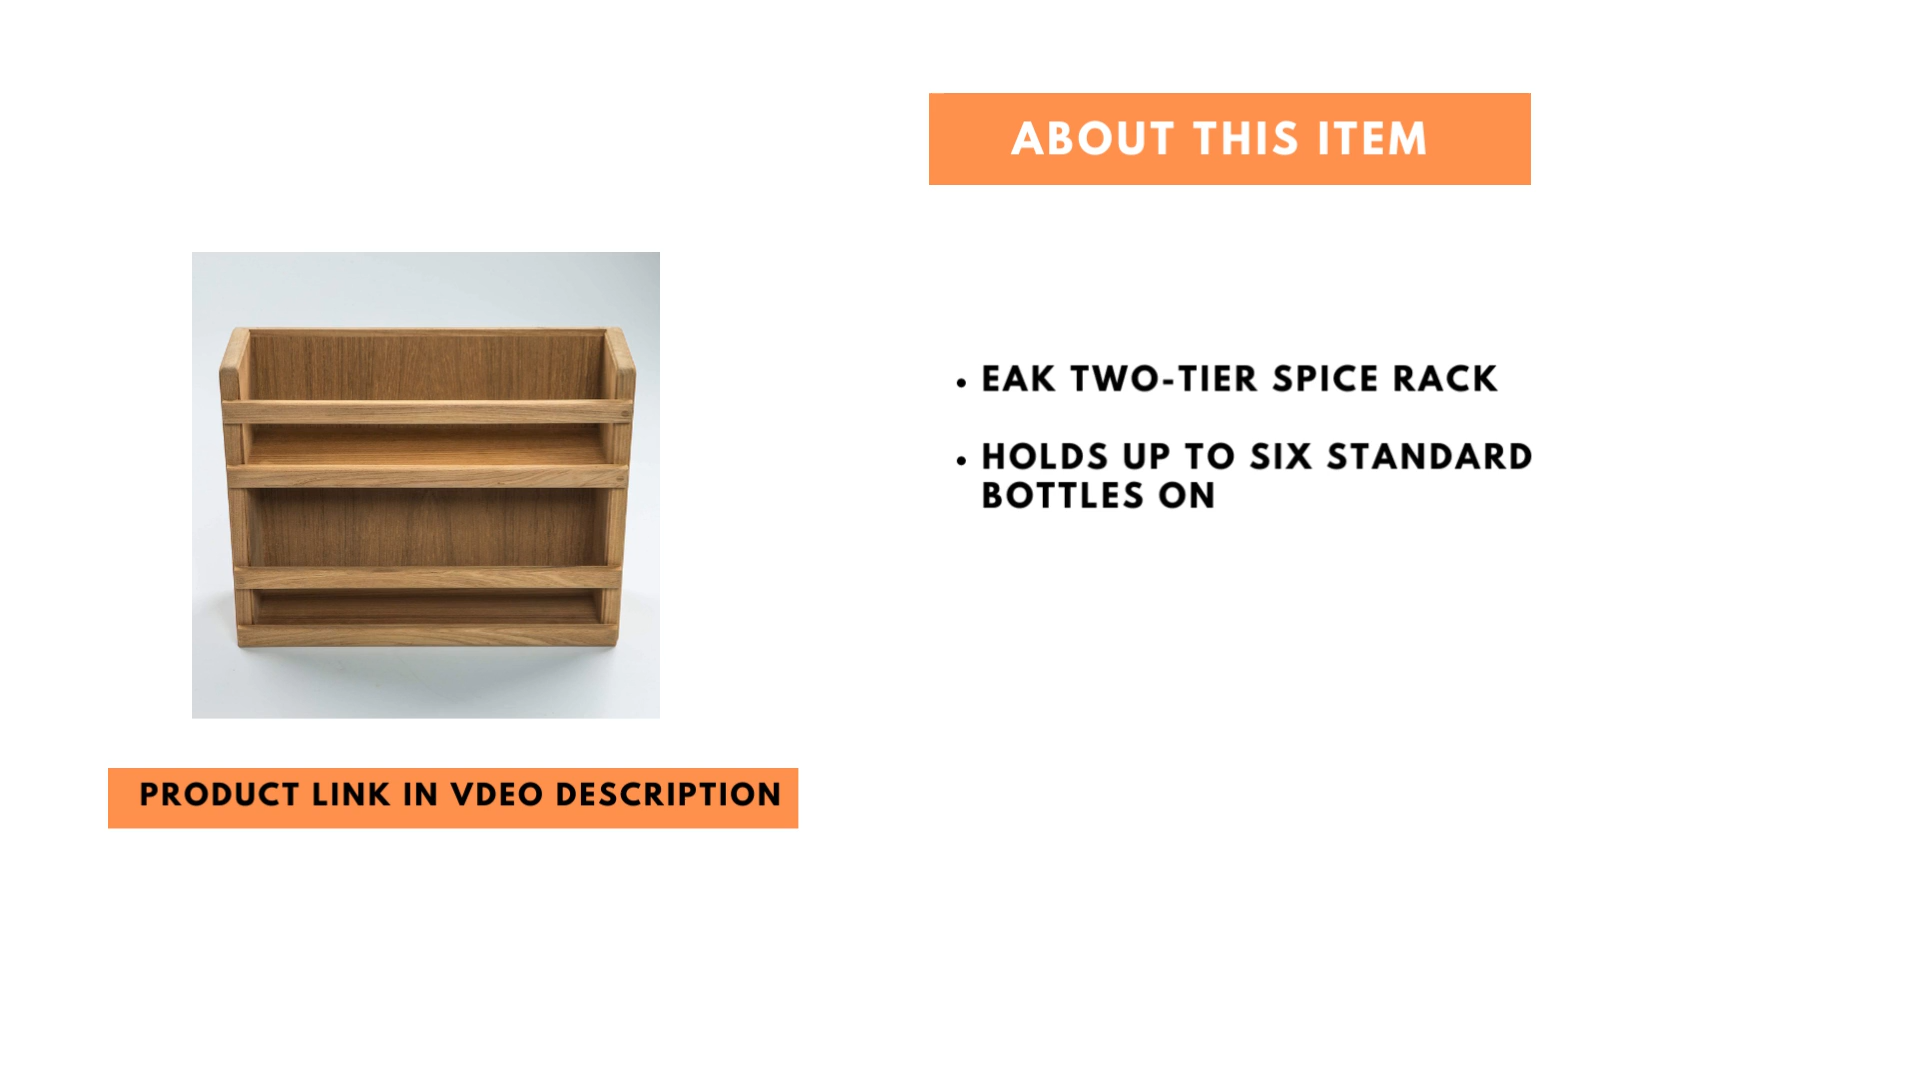 ABOUT THIS ITEM
• EAK TWO-TIER SPICE RACK
• HOLDS UP TO SIX STANDARD
BOTTLES ON
PRODUCT LINK IN VDEO DESCRIPTION